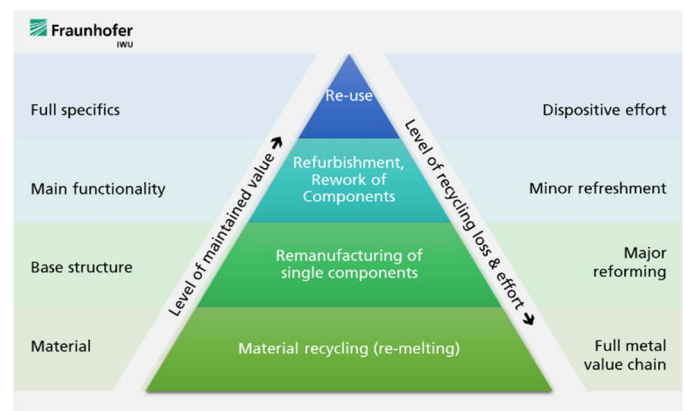 Fraunhofer
IWU
Full specifics
Re-use
Dispositive effort
Level of maintained value →
Level of recycling loss & effort →
Main functionality
Refurbishment,
Rework of
Components
Minor refreshment
Base structure
Remanufacturing of
single components
Major
reforming
Material
Material recycling (re-melting)
Full metal
value chain